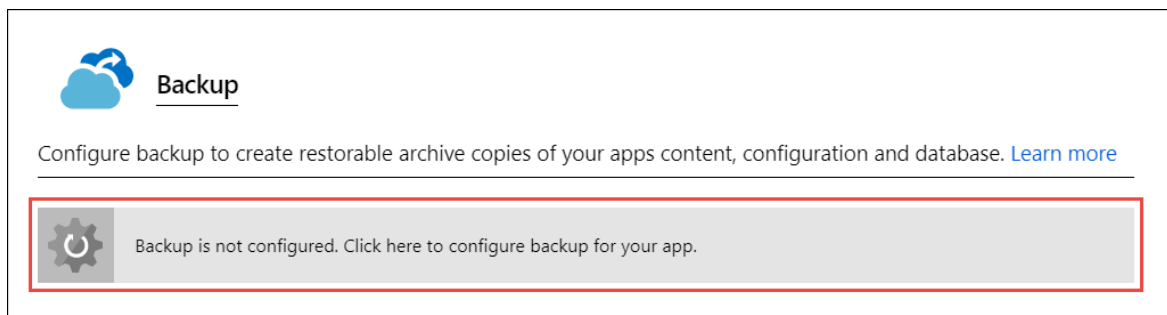 Backup
Configure backup to create restorable archive copies of your apps content, configuration and database. Learn more
Backup is not configured. Click here to configure backup for your app.